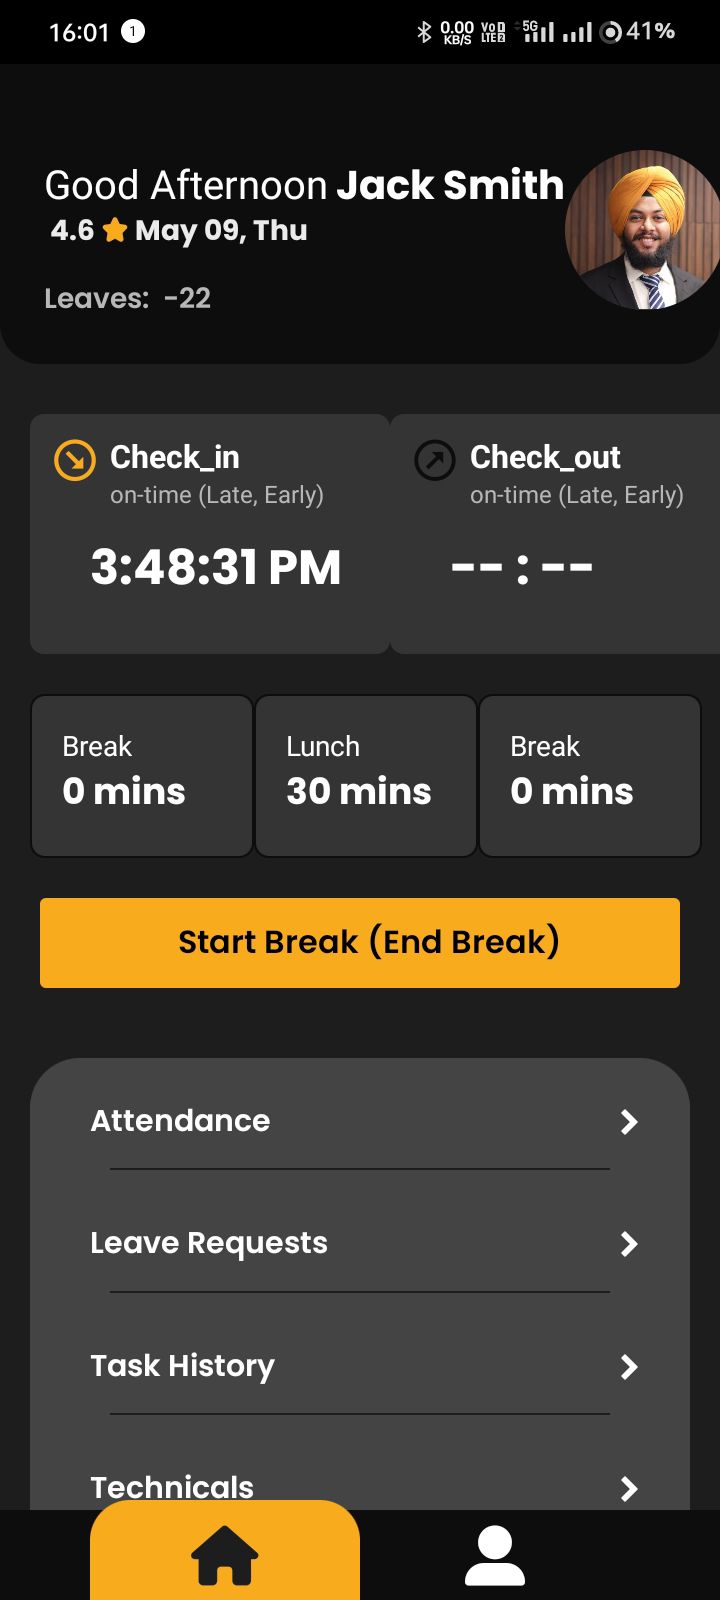 16:01 1 0.00 KB/S VoD LTE2 5G 41%
Good Afternoon Jack Smith
4.6 May 09, Thu
Leaves: -22
Check_in Check_out
on-time (Late, Early) on-time (Late, Early)
3:48:31 PM -- : --
Break Lunch Break
0 mins 30 mins 0 mins
Start Break (End Break)
Attendance
Leave Requests
Task History
Technicals